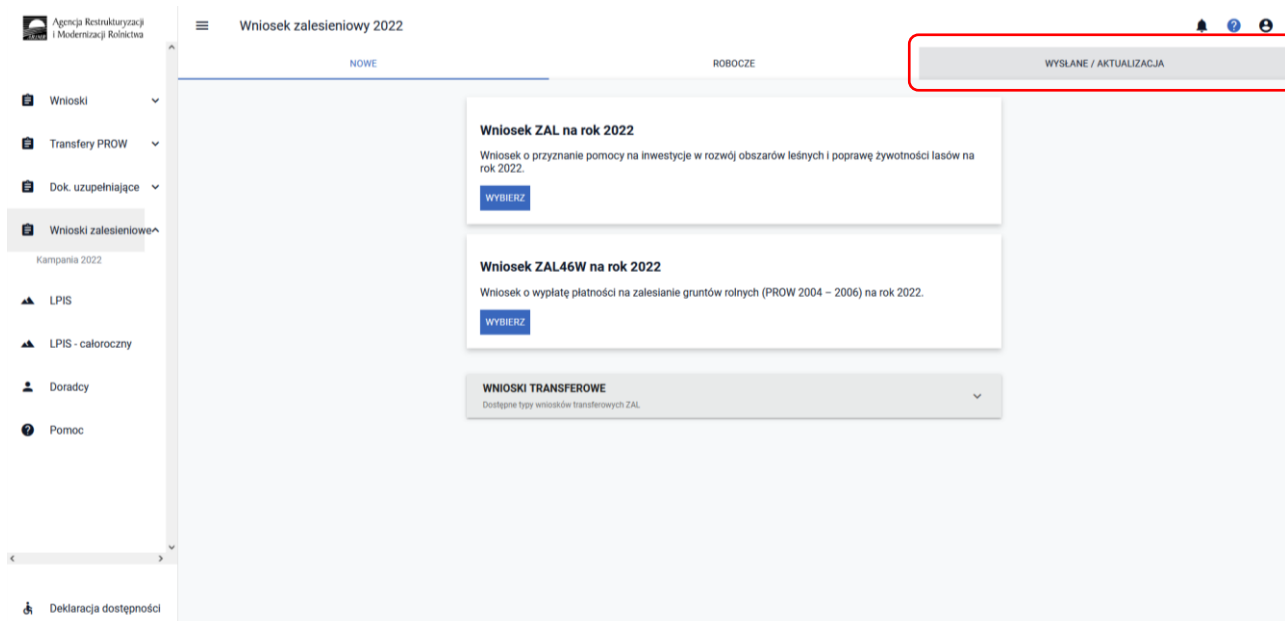 Agencja Restrukturyzacji
i Modernizacji Rolnictwa
Wniosek zalesieniowy 2022
NOWE
ROBOCZE
WYSŁANE / AKTUALIZACJA
Wnioski
Transfery PROW
Dok. uzupełniające
Wnioski zalesieniowe
Kampania 2022
LPIS
LPIS - całoroczny
Doradcy
Pomoc
Deklaracja dostępności
Wniosek ZAL na rok 2022
Wniosek o przyznanie pomocy na inwestycje w rozwój obszarów leśnych i poprawę żywotności lasów na
rok 2022.
WYBIERZ
Wniosek ZAL46W na rok 2022
Wniosek o wypłatę płatności na zalesianie gruntów rolnych (PROW 2004 – 2006) na rok 2022.
WYBIERZ
WNIOSKI TRANSFEROWE
Dostępne typy wniosków transferowych ZAL